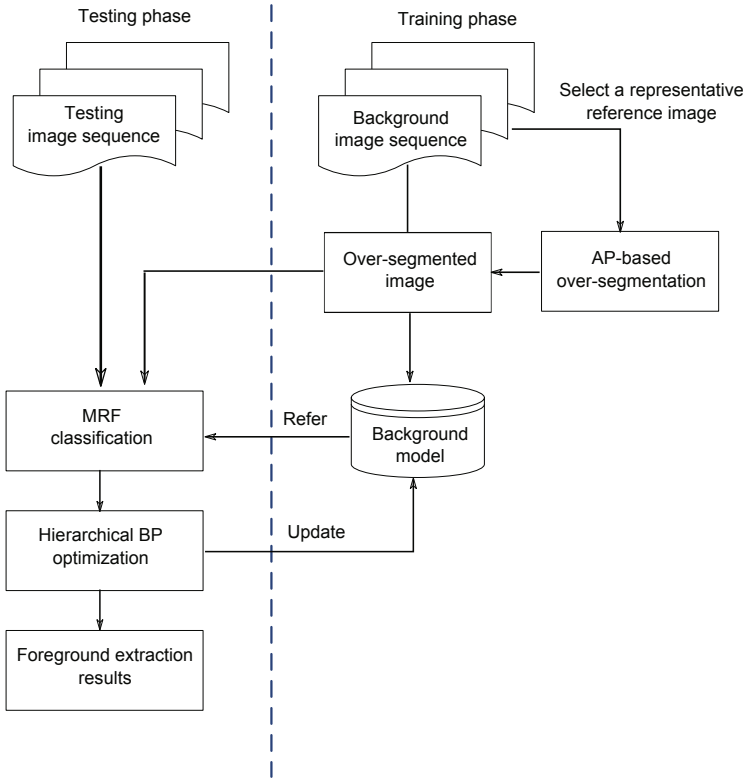 Testing phase
Training phase
Testing
image sequence
Background
image sequence
Select a representative
reference image
Over-segmented
image
AP-based
over-segmentation
MRF
classification
Refer
Background
model
Hierarchical BP
optimization
Update
Foreground extraction
results